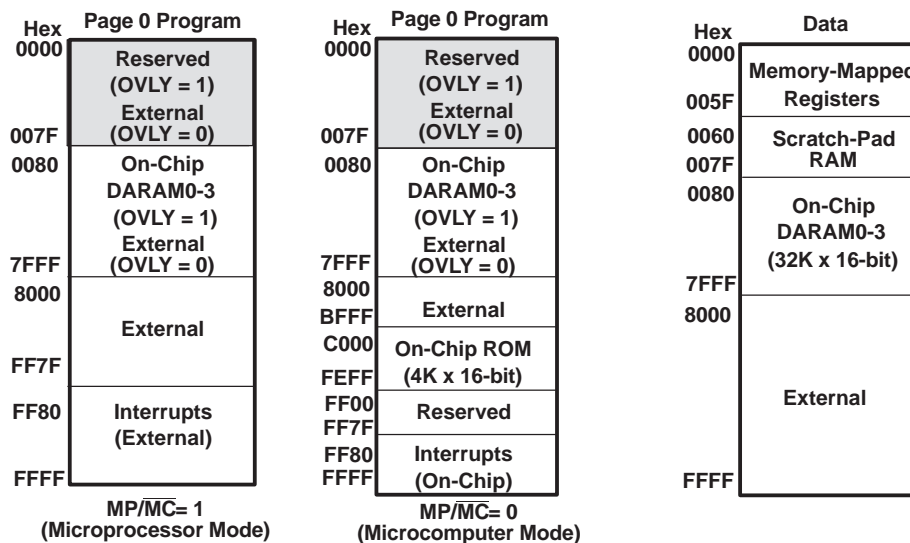 Page 0 Program
Hex
0000
Reserved
(OVLY = 1)
External
(OVLY = 0)
007F
0080
On-Chip
DARAM0-3
(OVLY = 1)
External
(OVLY = 0)
7FFF
8000
External
FF7F
FF80
Interrupts
(External)
FFFF
MP/MC= 1
(Microprocessor Mode)
Page 0 Program
Hex
0000
Reserved
(OVLY = 1)
External
(OVLY = 0)
007F
0080
On-Chip
DARAM0-3
(OVLY = 1)
External
(OVLY = 0)
7FFF
8000
External
BFFF
C000
On-Chip ROM
(4K x 16-bit)
FEFF
FF00
Reserved
FF7F
FF80
Interrupts
(On-Chip)
FFFF
MP/MC= 0
(Microcomputer Mode)
Data
Hex
0000
Memory-Mapped
Registers
005F
0060
Scratch-Pad
RAM
007F
0080
On-Chip
DARAM0-3
(32K x 16-bit)
7FFF
8000
External
FFFF